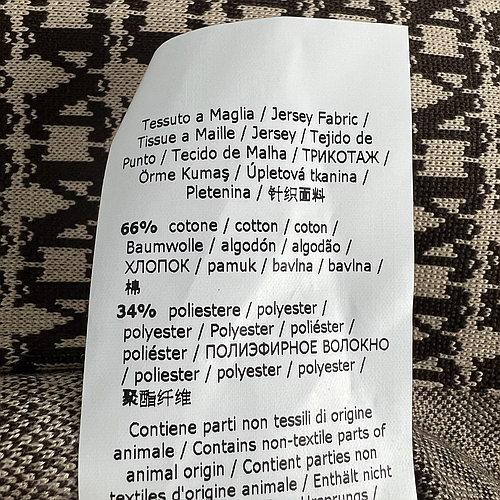 Tessuto a Maglia / Jersey Fabric /
Tissue a Maille / Jersey / Tejido de
Punto / Tecido de Malha / ТРИКОТАЖ /
Örme Kumaş / Úpletová tkanina /
Pletenina / 针织面料
66% cotone / cotton / coton /
Baumwolle / algodón / algodão /
ХЛОПОК / pamuk / bavlna / bavlna /
棉
34% poliestere / polyester /
polyester / Polyester / poliéster /
poliéster / ПОЛИЭФИРНОЕ ВОЛОКНО
/ poliester / polyester / polyester /
聚酯纤维
Contiene parti non tessili di origine
animale / Contains non-textile parts of
animal origin / Contient parties non
textiles d'origine animale / Enthält nicht